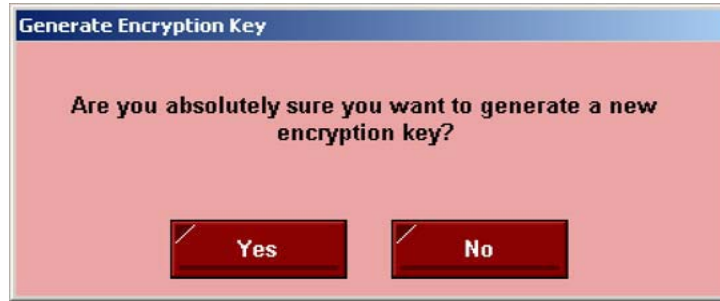 Generate Encryption Key
Are you absolutely sure you want to generate a new
encryption key?
Yes
No